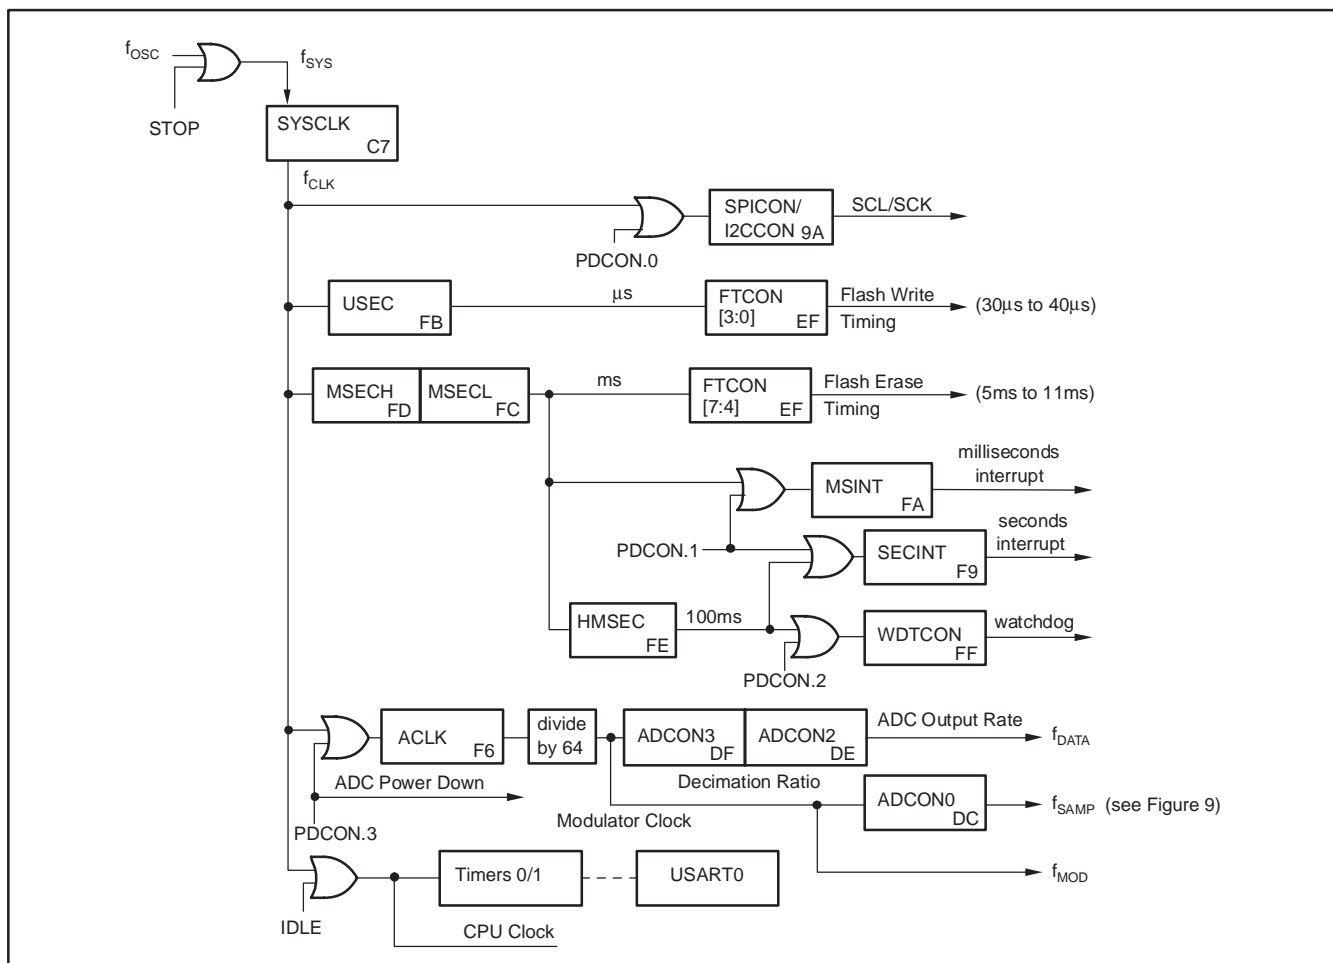 fOSC
fSYS
STOP
SYSCLK
C7
fCLK
SPICON/
I2CCON 9A
SCL/SCK
PDCON.0
USEC
FB
μs
FTCON
[3:0]
EF
Flash Write
Timing
(30μs to 40μs)
MSECH
FD
MSECL
FC
ms
FTCON
[7:4]
EF
Flash Erase
Timing
(5ms to 11ms)
milliseconds
interrupt
MSINT
FA
PDCON.1
seconds
interrupt
SECINT
F9
HMSEC
FE
100ms
WDTCON
FF
watchdog
PDCON.2
ACLK
F6
divide
by 64
ADCON3
DF
ADCON2
DE
ADC Output Rate
fDATA
ADC Power Down
Decimation Ratio
PDCON.3
Modulator Clock
ADCON0
DC
fSAMP (see Figure 9)
Timers 0/1
USART0
fMOD
IDLE
CPU Clock